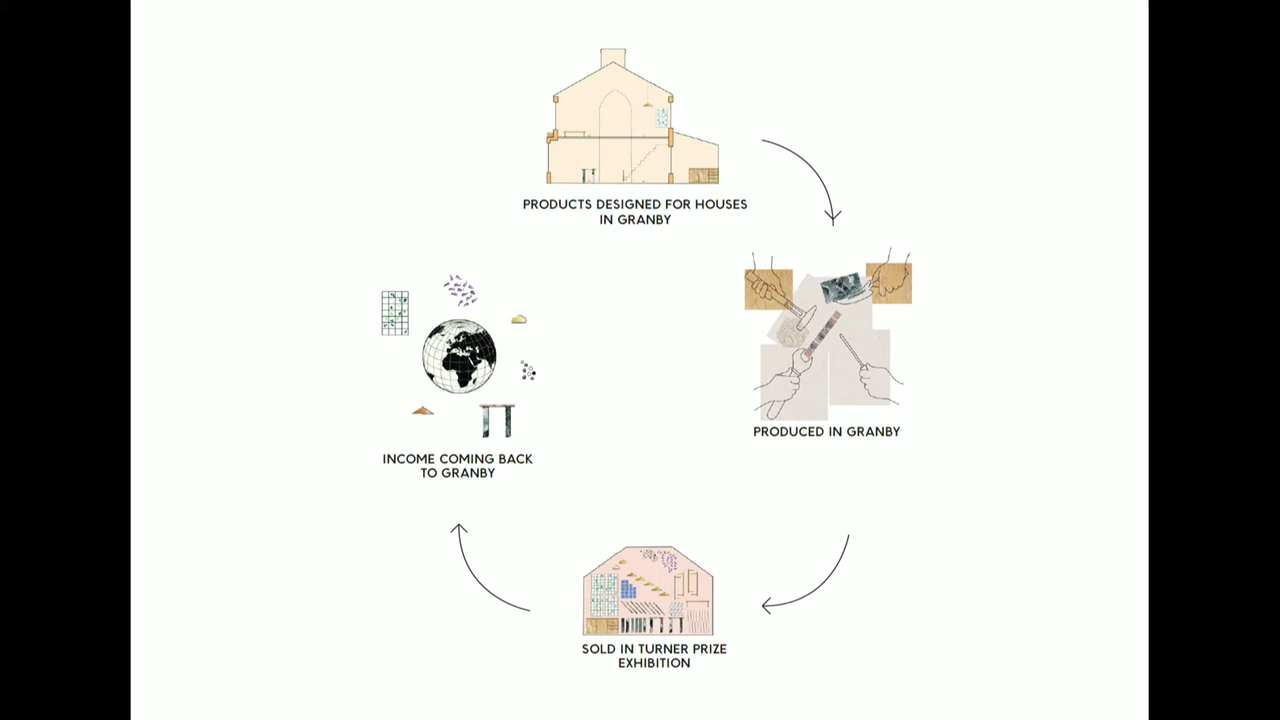 PRODUCTS DESIGNED FOR HOUSES
IN GRANBY
PRODUCED IN GRANBY
SOLD IN TURNER PRIZE
EXHIBITION
INCOME COMING BACK
TO GRANBY